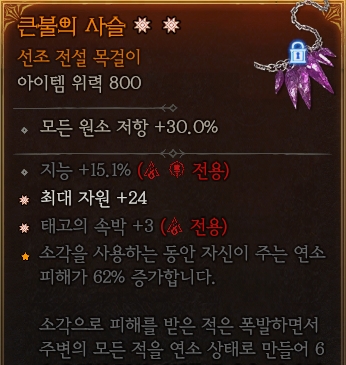 큰불의 사슬
선조 전설 목걸이
아이템 위력 800
모든 원소 저항 +30.0%
지능 +15.1% ( 전용)
최대 자원 +24
태고의 속박 +3 ( 전용)
소각을 사용하는 동안 자신이 주는 연소
피해가 62% 증가합니다.
소각으로 피해를 받은 적은 폭발하면서
주변의 모든 적을 연소 상태로 만들어 6